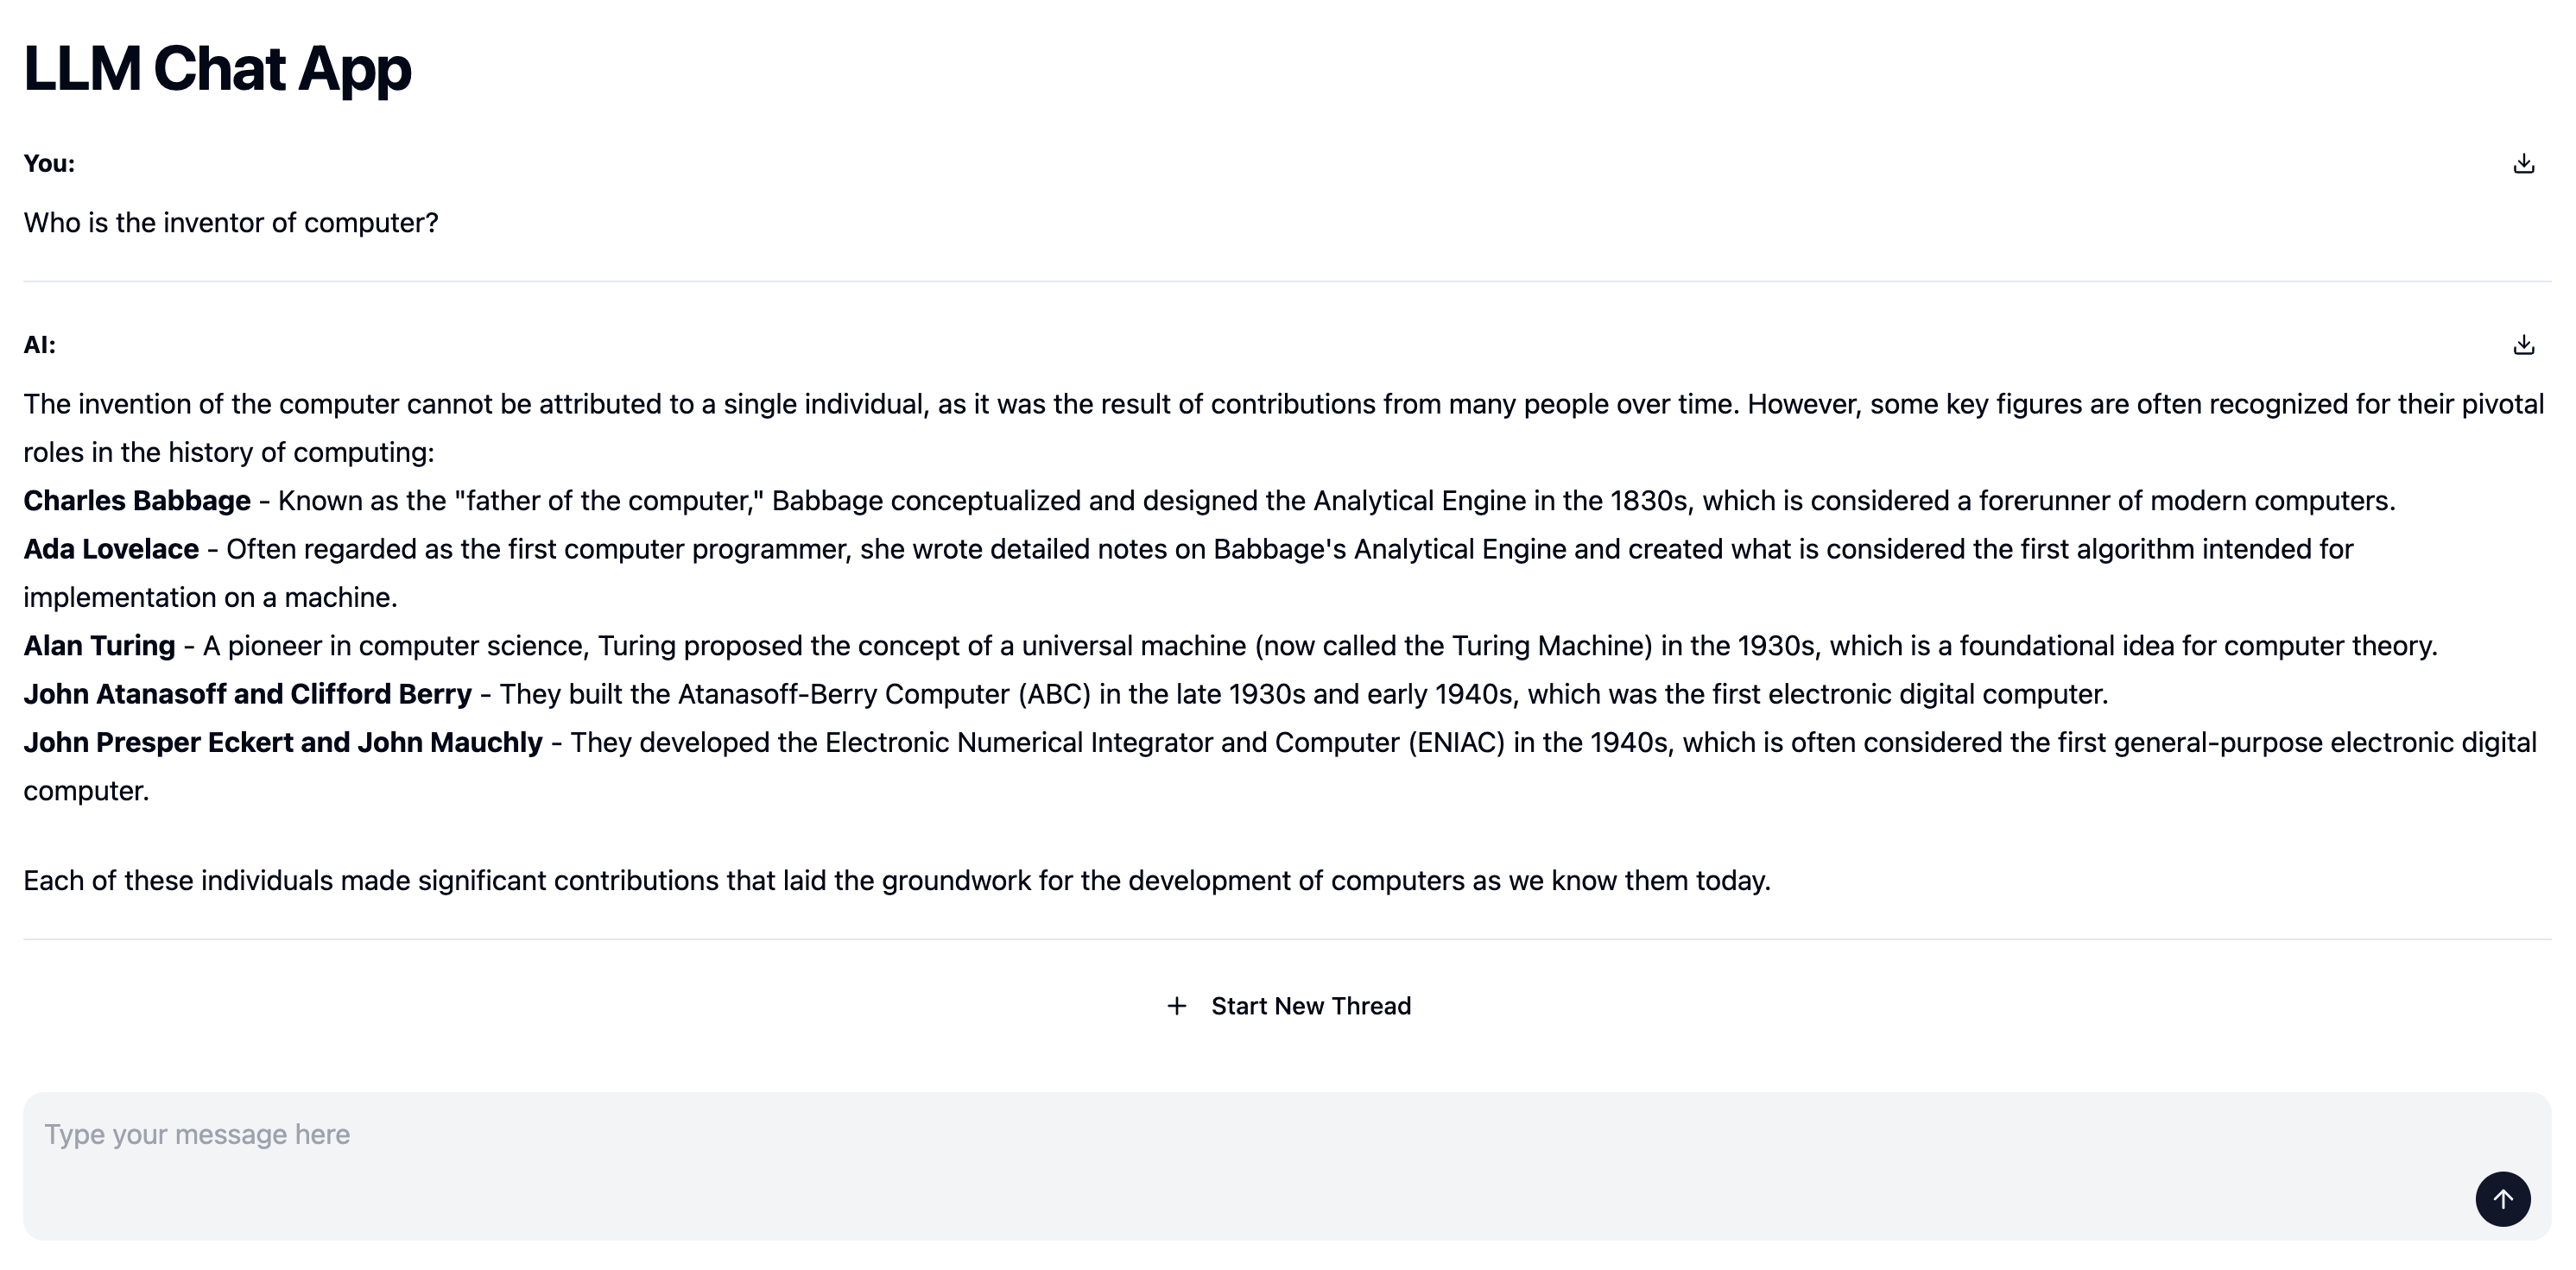 LLM Chat App
You:
Who is the inventor of computer?
AI:
The invention of the computer cannot be attributed to a single individual, as it was the result of contributions from many people over time. However, some key figures are often recognized for their pivotal
roles in the history of computing:
Charles Babbage - Known as the "father of the computer," Babbage conceptualized and designed the Analytical Engine in the 1830s, which is considered a forerunner of modern computers.
Ada Lovelace - Often regarded as the first computer programmer, she wrote detailed notes on Babbage's Analytical Engine and created what is considered the first algorithm intended for
implementation on a machine.
Alan Turing - A pioneer in computer science, Turing proposed the concept of a universal machine (now called the Turing Machine) in the 1930s, which is a foundational idea for computer theory.
John Atanasoff and Clifford Berry - They built the Atanasoff-Berry Computer (ABC) in the late 1930s and early 1940s, which was the first electronic digital computer.
John Presper Eckert and John Mauchly - They developed the Electronic Numerical Integrator and Computer (ENIAC) in the 1940s, which is often considered the first general-purpose electronic digital
computer.
Each of these individuals made significant contributions that laid the groundwork for the development of computers as we know them today.
Start New Thread
Type your message here